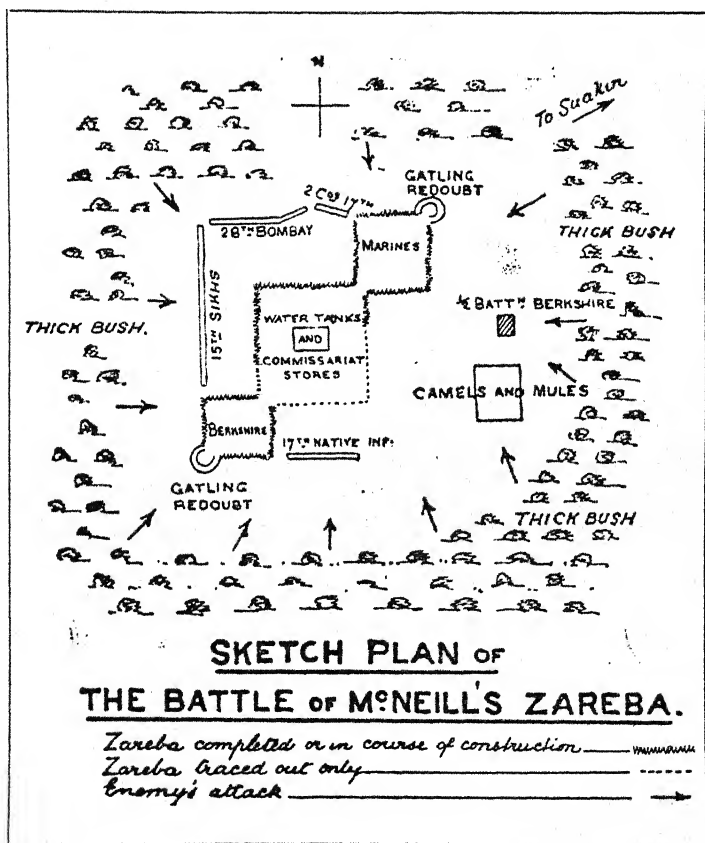 N
To Suakin
2 Cos 17TH
GATLING
REDOUBT
28TH BOMBAY
MARINES
THICK BUSH
15TH SIKHS
½ BATTN BERKSHIRE
WATER TANKS
AND
COMMISSARIAT
STORES
THICK BUSH.
CAMELS AND MULES
BERKSHIRE
17TH NATIVE INF:
GATLING
REDOUBT
THICK BUSH
SKETCH PLAN OF
THE BATTLE OF McNEILL'S ZAREBA.
Zareba completed or in course of construction
Zareba traced out only
Enemy's attack